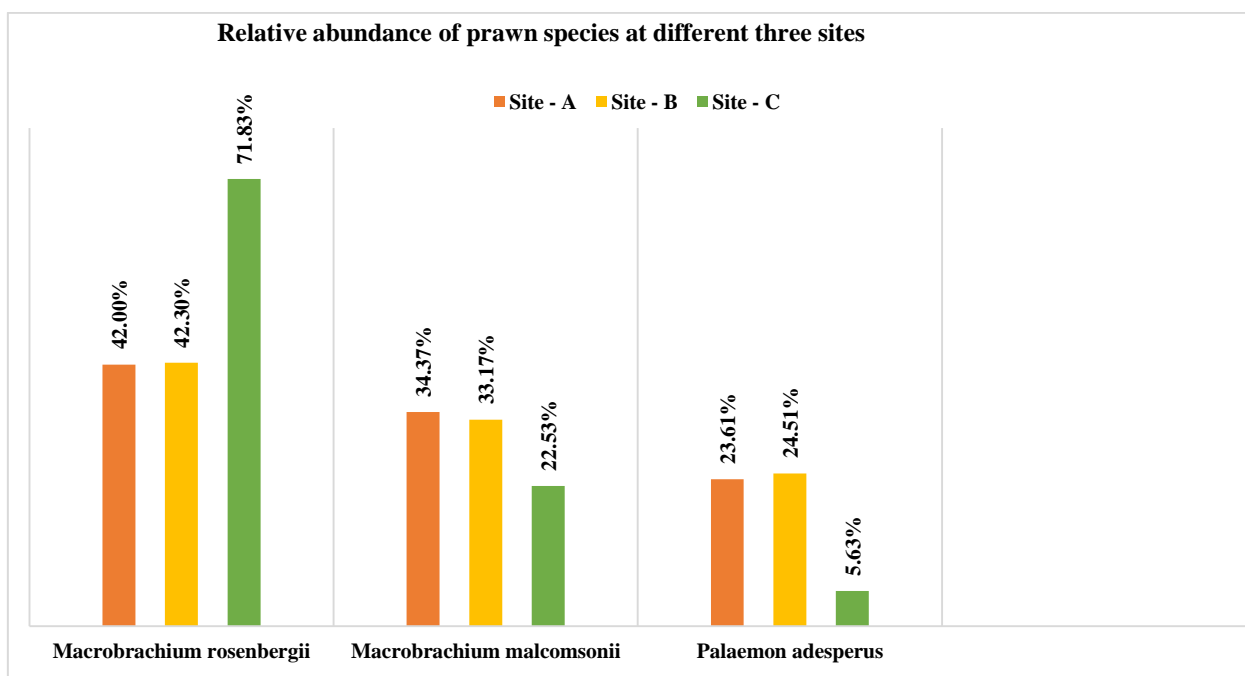 Relative abundance of prawn species at different three sites
Site - A Site - B Site - C
42.00% 42.30% 71.83%
34.37% 33.17% 22.53%
23.61% 24.51% 5.63%
Macrobrachium rosenbergii Macrobrachium malcomsonii Palaemon adesperus